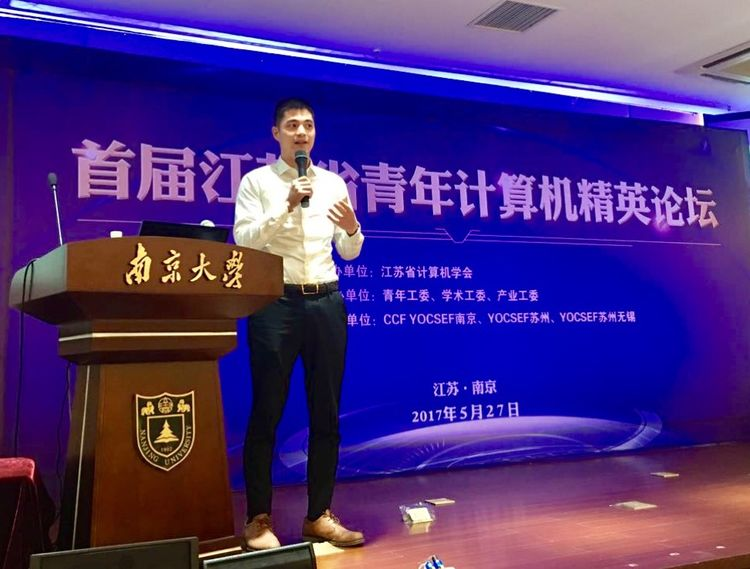 首届江苏省青年计算机精英论坛
办单位：江苏省计算机学会
单位：青年工委、学术工委、产业工委
单位：CCF YOCSEF南京、YOCSEF苏州、YOCSEF苏州无锡
江苏·南京
2017年5月27日
南京大學
1902
NANJING UNIVERSITY